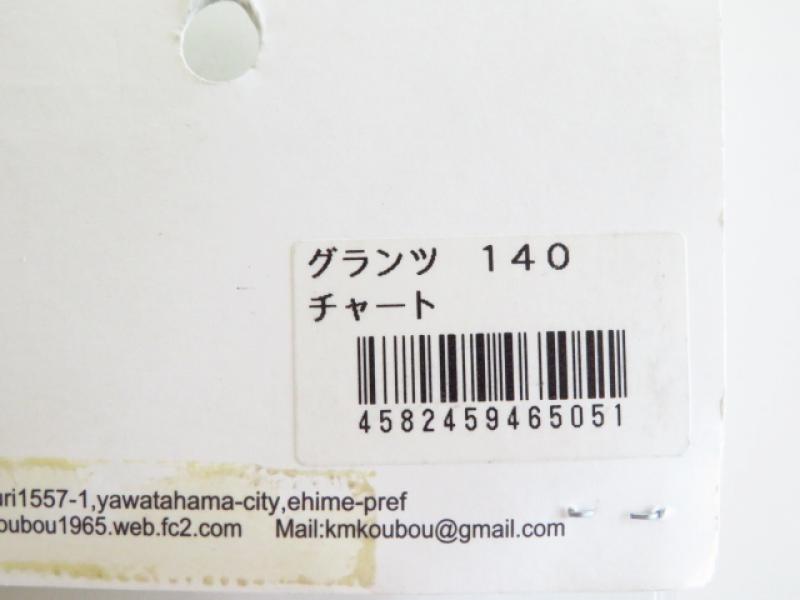 グランツ　１４０
チャート
4582459465051
uri1557-1,yawatahama-city,ehime-pref
oubou1965.web.fc2.com Mail:kmkoubou@gmail.com